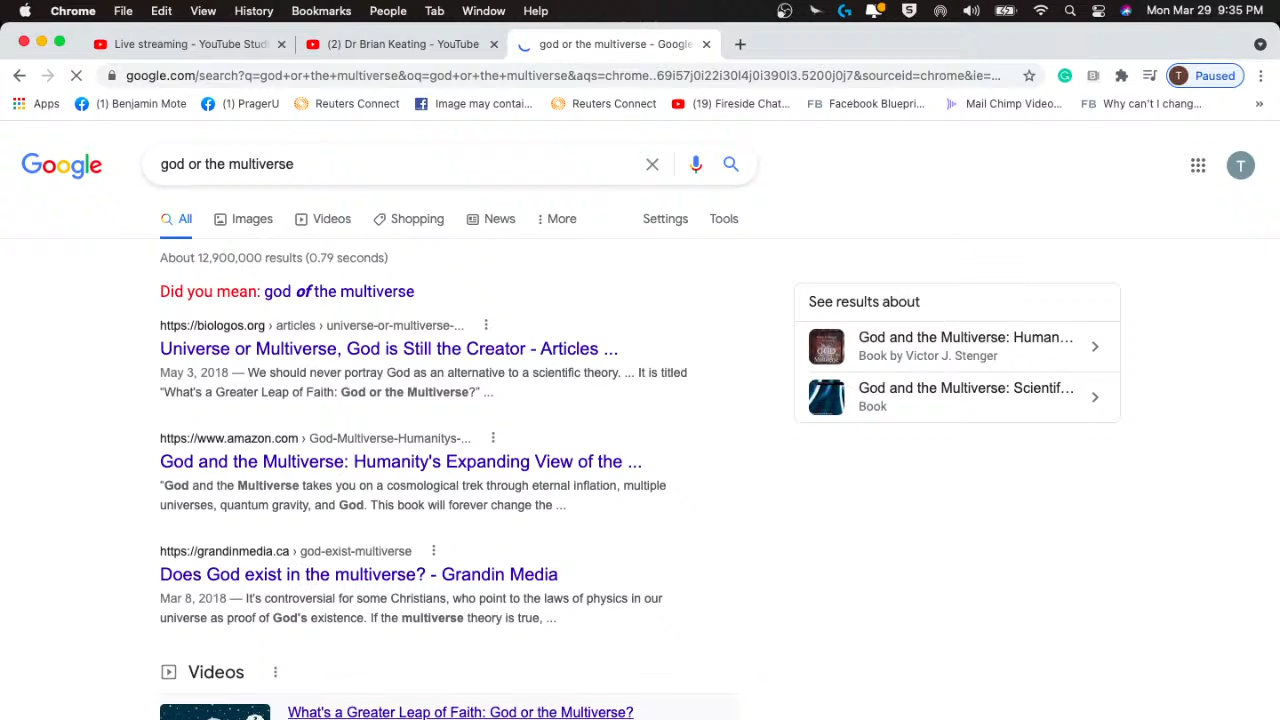 Chrome File Edit View History Bookmarks People Tab Window Help 5 Mon Mar 29 9:35 PM
Live streaming - YouTube Studi (2) Dr Brian Keating - YouTube god or the multiverse - Google
google.com/search?q=god+or+the+multiverse&oq=god+or+the+multiverse&aqs=chrome..69i57j0i22i30l4j0i390l3.5200j0j7&sourceid=chrome&ie=... T Paused
Apps (1) Benjamin Mote (1) PragerU Reuters Connect Image may contai... Reuters Connect (19) Fireside Chat... FB Facebook Bluepri... Mail Chimp Video... FB Why can't I chang... »
Google god or the multiverse T
All Images Videos Shopping News More Settings Tools
About 12,900,000 results (0.79 seconds)
Did you mean: god of the multiverse
https://biologos.org › articles › universe-or-multiverse-...
Universe or Multiverse, God is Still the Creator - Articles ...
May 3, 2018 — We should never portray God as an alternative to a scientific theory. ... It is titled
"What's a Greater Leap of Faith: God or the Multiverse?" ...
https://www.amazon.com › God-Multiverse-Humanitys-...
God and the Multiverse: Humanity's Expanding View of the ...
"God and the Multiverse takes you on a cosmological trek through eternal inflation, multiple
universes, quantum gravity, and God. This book will forever change the ...
https://grandinmedia.ca › god-exist-multiverse
Does God exist in the multiverse? - Grandin Media
Mar 8, 2018 — It's controversial for some Christians, who point to the laws of physics in our
universe as proof of God's existence. If the multiverse theory is true, ...
Videos
What's a Greater Leap of Faith: God or the Multiverse?
See results about
God and the Multiverse: Human...
Book by Victor J. Stenger
God and the Multiverse: Scientif...
Book